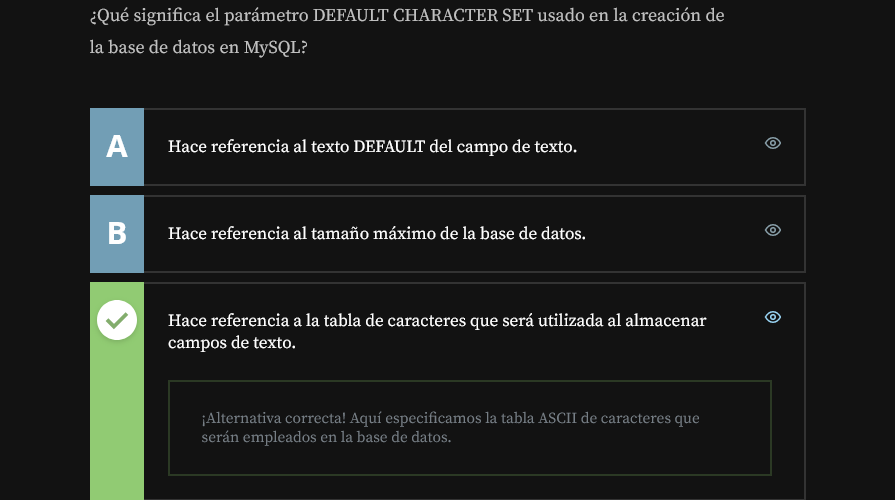 ¿Qué significa el parámetro DEFAULT CHARACTER SET usado en la creación de
la base de datos en MySQL?
A
Hace referencia al texto DEFAULT del campo de texto.
B
Hace referencia al tamaño máximo de la base de datos.
Hace referencia a la tabla de caracteres que será utilizada al almacenar
campos de texto.
¡Alternativa correcta! Aquí especificamos la tabla ASCII de caracteres que
serán empleados en la base de datos.